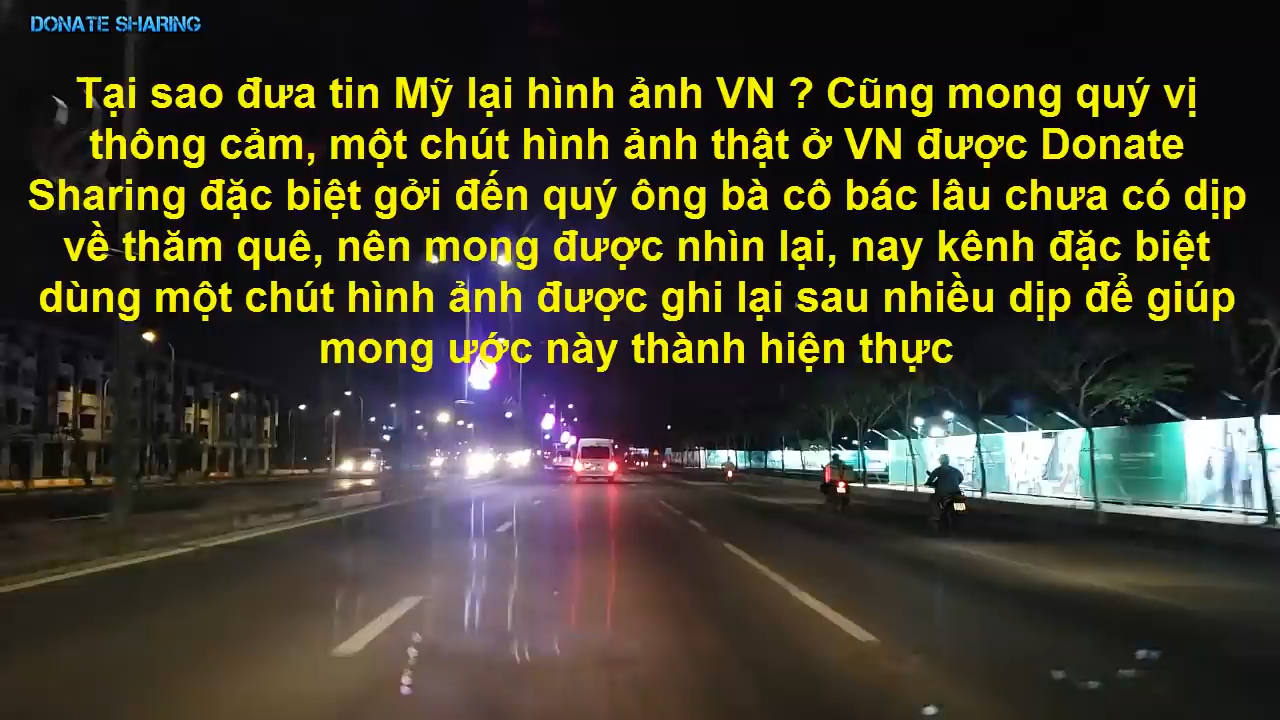 DONATE SHARING
Tại sao đưa tin Mỹ lại hình ảnh VN ? Cũng mong quý vị
thông cảm, một chút hình ảnh thật ở VN được Donate
Sharing đặc biệt gởi đến quý ông bà cô bác lâu chưa có dịp
về thăm quê, nên mong được nhìn lại, nay kênh đặc biệt
dùng một chút hình ảnh được ghi lại sau nhiều dịp để giúp
mong ước này thành hiện thực